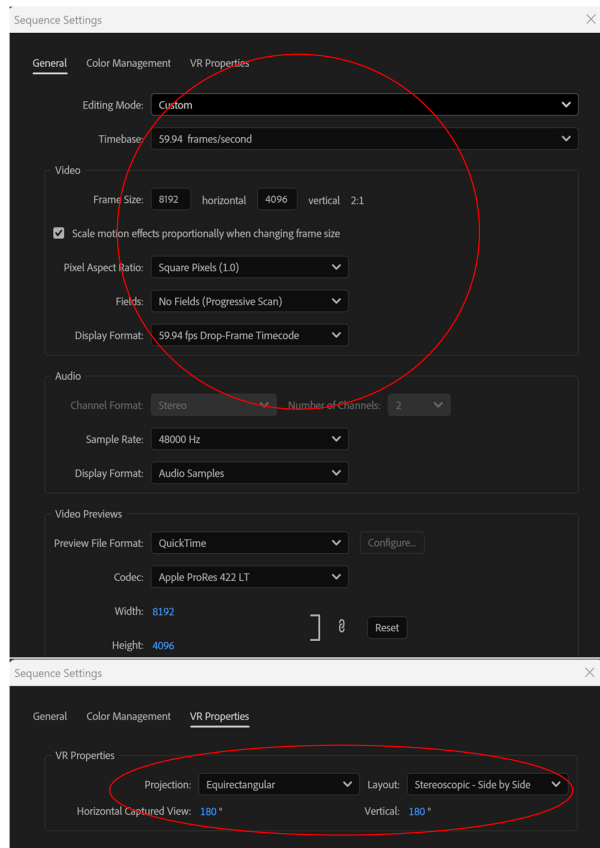 Sequence Settings
General Color Management VR Properties
Editing Mode: Custom
Timebase: 59.94 frames/second
Video
Frame Size: 8192 horizontal 4096 vertical 2:1
Scale motion effects proportionally when changing frame size
Pixel Aspect Ratio: Square Pixels (1.0)
Fields: No Fields (Progressive Scan)
Display Format: 59.94 fps Drop-Frame Timecode
Audio
Channel Format: Stereo Number of Channels: 2
Sample Rate: 48000 Hz
Display Format: Audio Samples
Video Previews
Preview File Format: QuickTime Configure...
Codec: Apple ProRes 422 LT
Width: 8192
Reset
Height: 4096
Sequence Settings
General Color Management VR Properties
VR Properties
Projection: Equirectangular Layout: Stereoscopic - Side by Side
Horizontal Captured View: 180 ° Vertical: 180 °